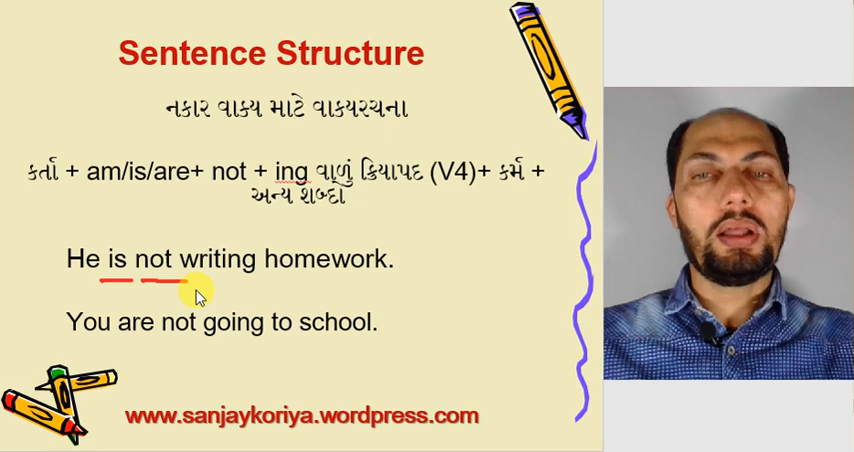 Sentence Structure
નકાર વાક્ય માટે વાક્યરચના
કર્તા + am/is/are+ not + ing વાળું ક્રિયાપદ (V4)+ કર્મ +
અન્ય શબ્દો
He is not writing homework.
You are not going to school.
www.sanjaykoriya.wordpress.com